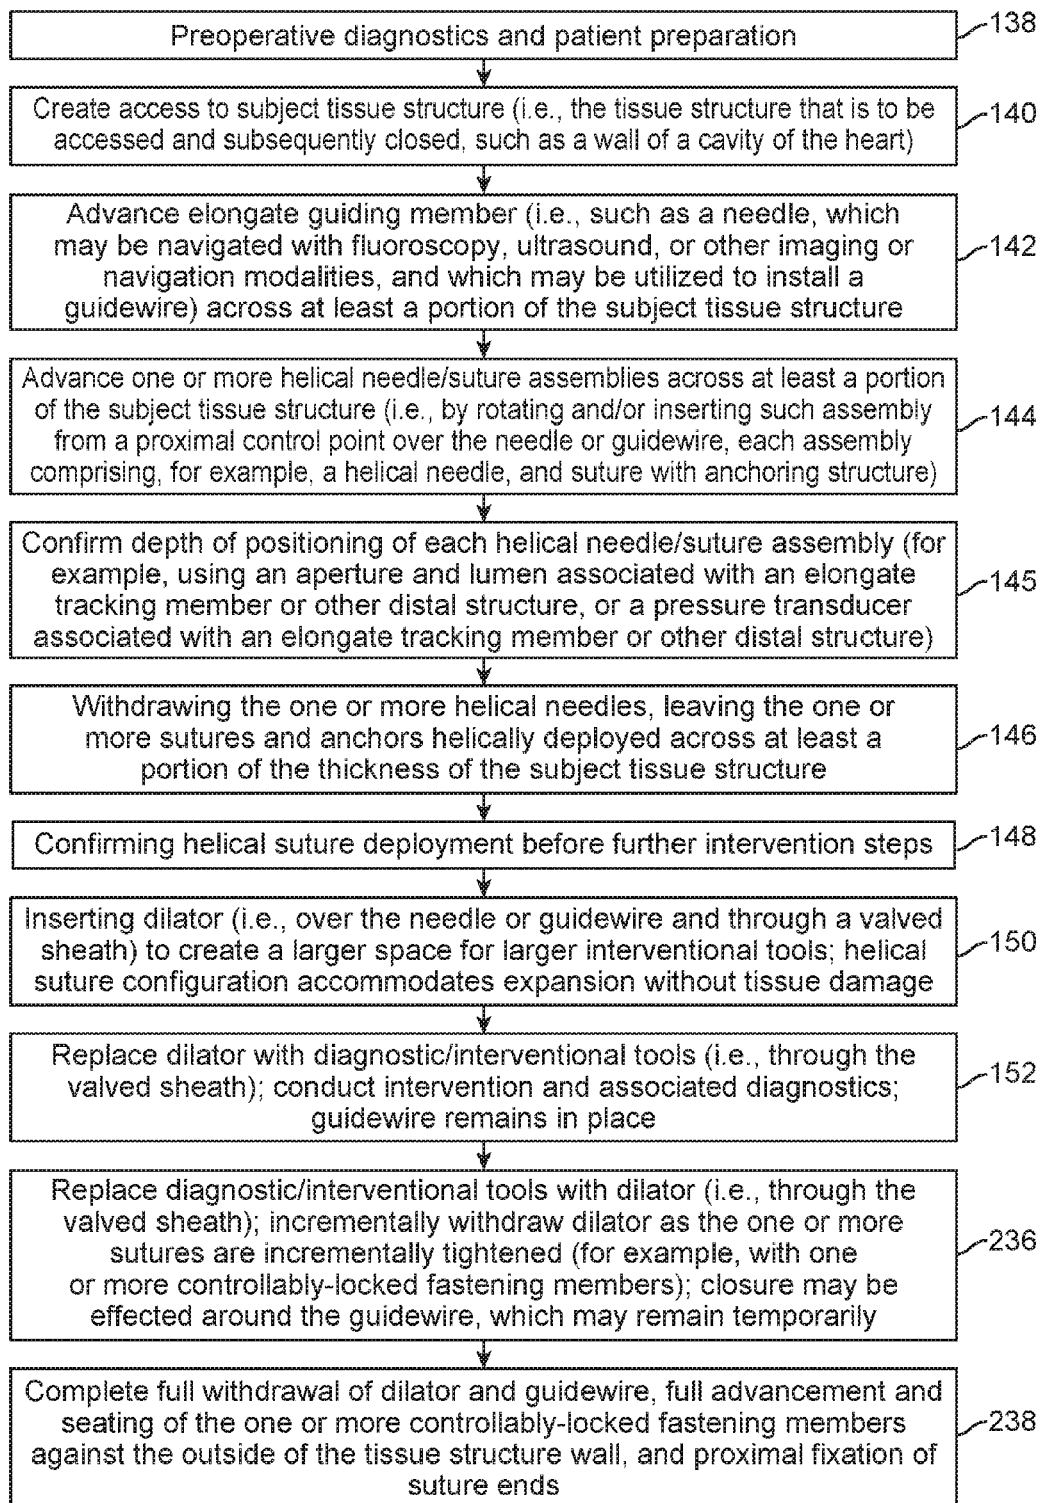 Preoperative diagnostics and patient preparation
138
Create access to subject tissue structure (i.e., the tissue structure that is to be
accessed and subsequently closed, such as a wall of a cavity of the heart)
140
Advance elongate guiding member (i.e., such as a needle, which
may be navigated with fluoroscopy, ultrasound, or other imaging or
navigation modalities, and which may be utilized to install a
guidewire) across at least a portion of the subject tissue structure
142
Advance one or more helical needle/suture assemblies across at least a portion
of the subject tissue structure (i.e., by rotating and/or inserting such assembly
from a proximal control point over the needle or guidewire, each assembly
comprising, for example, a helical needle, and suture with anchoring structure)
144
Confirm depth of positioning of each helical needle/suture assembly (for
example, using an aperture and lumen associated with an elongate
tracking member or other distal structure, or a pressure transducer
associated with an elongate tracking member or other distal structure)
145
Withdrawing the one or more helical needles, leaving the one or
more sutures and anchors helically deployed across at least a
portion of the thickness of the subject tissue structure
146
Confirming helical suture deployment before further intervention steps
148
Inserting dilator (i.e., over the needle or guidewire and through a valved
sheath) to create a larger space for larger interventional tools; helical
suture configuration accommodates expansion without tissue damage
150
Replace dilator with diagnostic/interventional tools (i.e., through the
valved sheath); conduct intervention and associated diagnostics;
guidewire remains in place
152
Replace diagnostic/interventional tools with dilator (i.e., through the
valved sheath); incrementally withdraw dilator as the one or more
sutures are incrementally tightened (for example, with one
or more controllably-locked fastening members); closure may be
effected around the guidewire, which may remain temporarily
236
Complete full withdrawal of dilator and guidewire, full advancement and
seating of the one or more controllably-locked fastening members
against the outside of the tissue structure wall, and proximal fixation of
suture ends
238